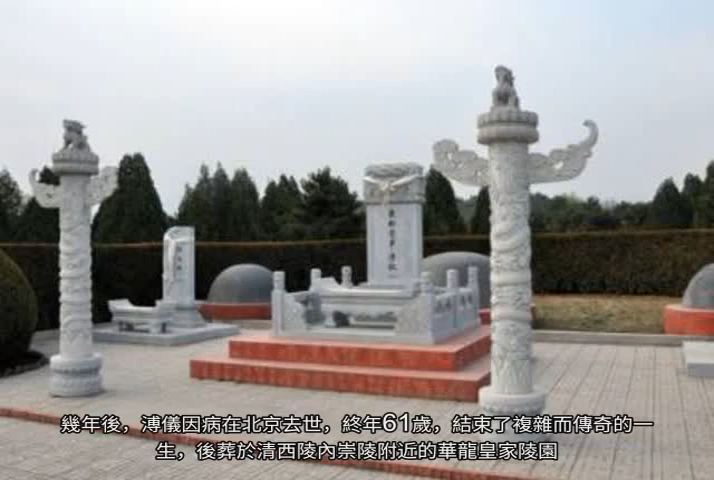 幾年後，溥儀因病在北京去世，終年61歲，結束了複雜而傳奇的一
生，後葬於清西陵內崇陵附近的華龍皇家陵園